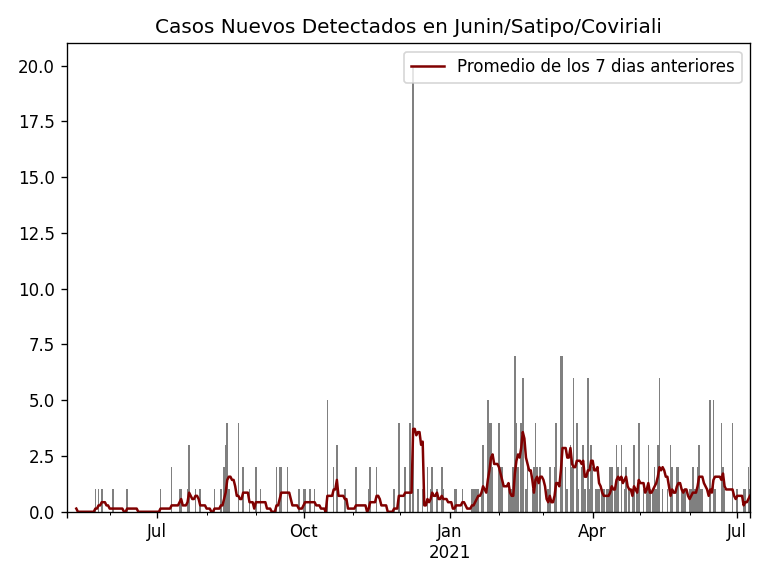 Casos Nuevos Detectados en Junin/Satipo/Coviriali
Promedio de los 7 dias anteriores
20.0
17.5
15.0
12.5
10.0
7.5
5.0
2.5
0.0
Jul
Oct
Jan
Apr
Jul
2021